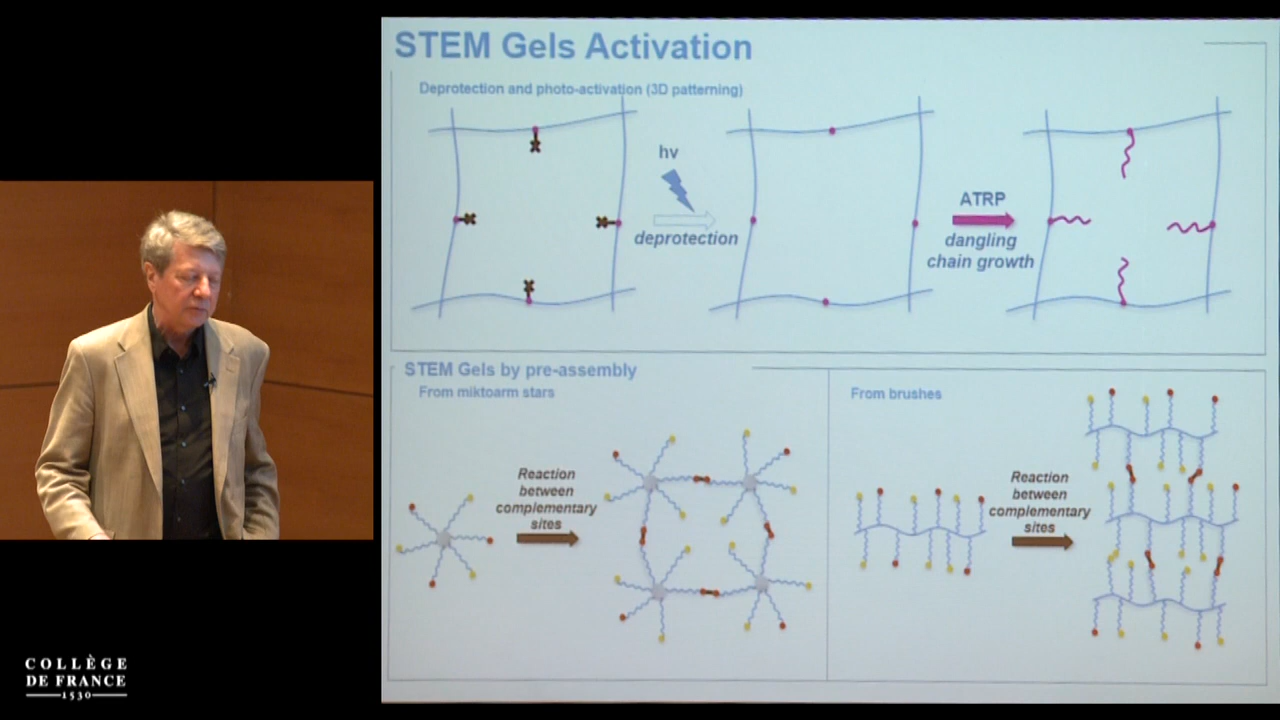 STEM Gels Activation
Deprotection and photo-activation (3D patterning)
hv
deprotection
ATRP
dangling
chain growth
STEM Gels by pre-assembly
From miktoarm stars
Reaction
between
complementary
sites
From brushes
Reaction
between
complementary
sites
COLLÈGE
DE FRANCE
1530